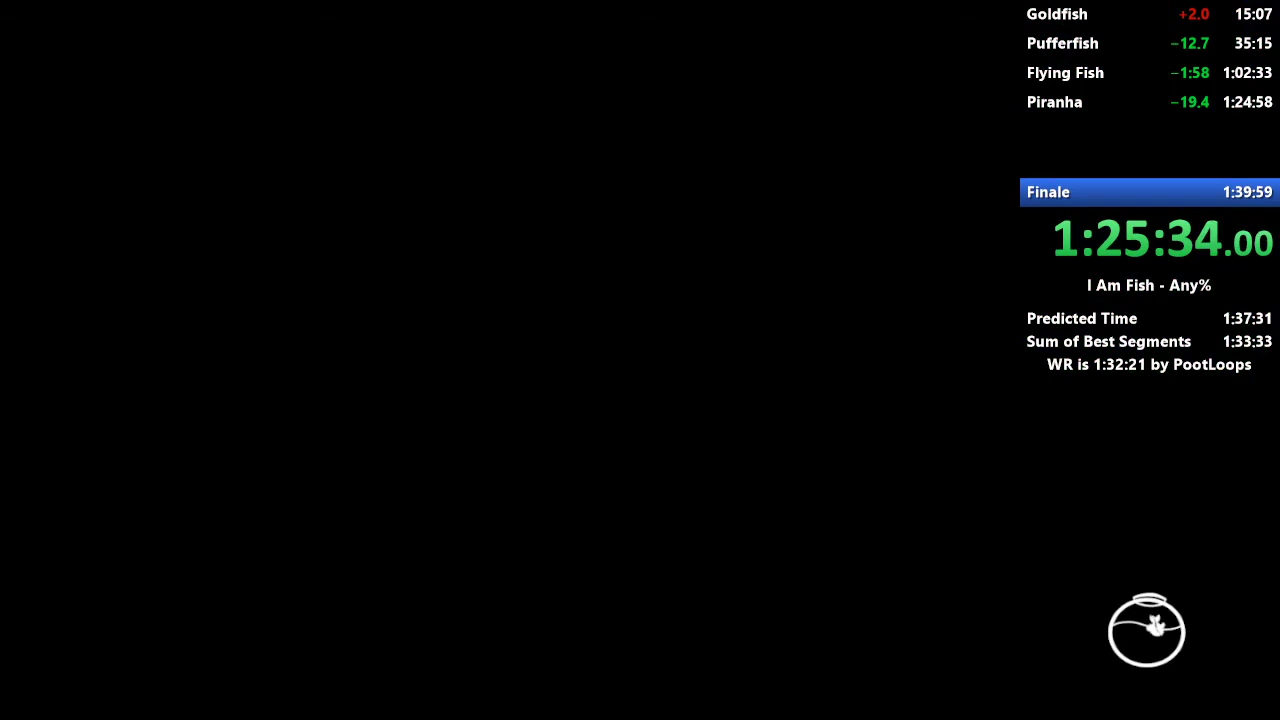 Goldfish +2.0 15:07
Pufferfish −12.7 35:15
Flying Fish −1:58 1:02:33
Piranha −19.4 1:24:58
Finale 1:39:59
1:25:34.00
I Am Fish - Any%
Predicted Time 1:37:31
Sum of Best Segments 1:33:33
WR is 1:32:21 by PootLoops